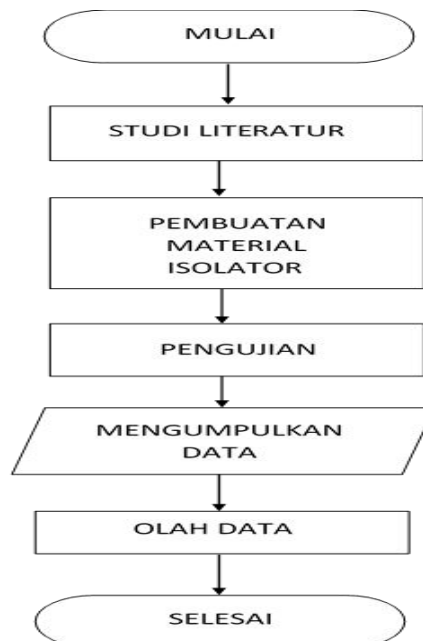 MULAI
STUDI LITERATUR
PEMBUATAN
MATERIAL
ISOLATOR
PENGUJIAN
MENGUMPULKAN
DATA
OLAH DATA
SELESAI